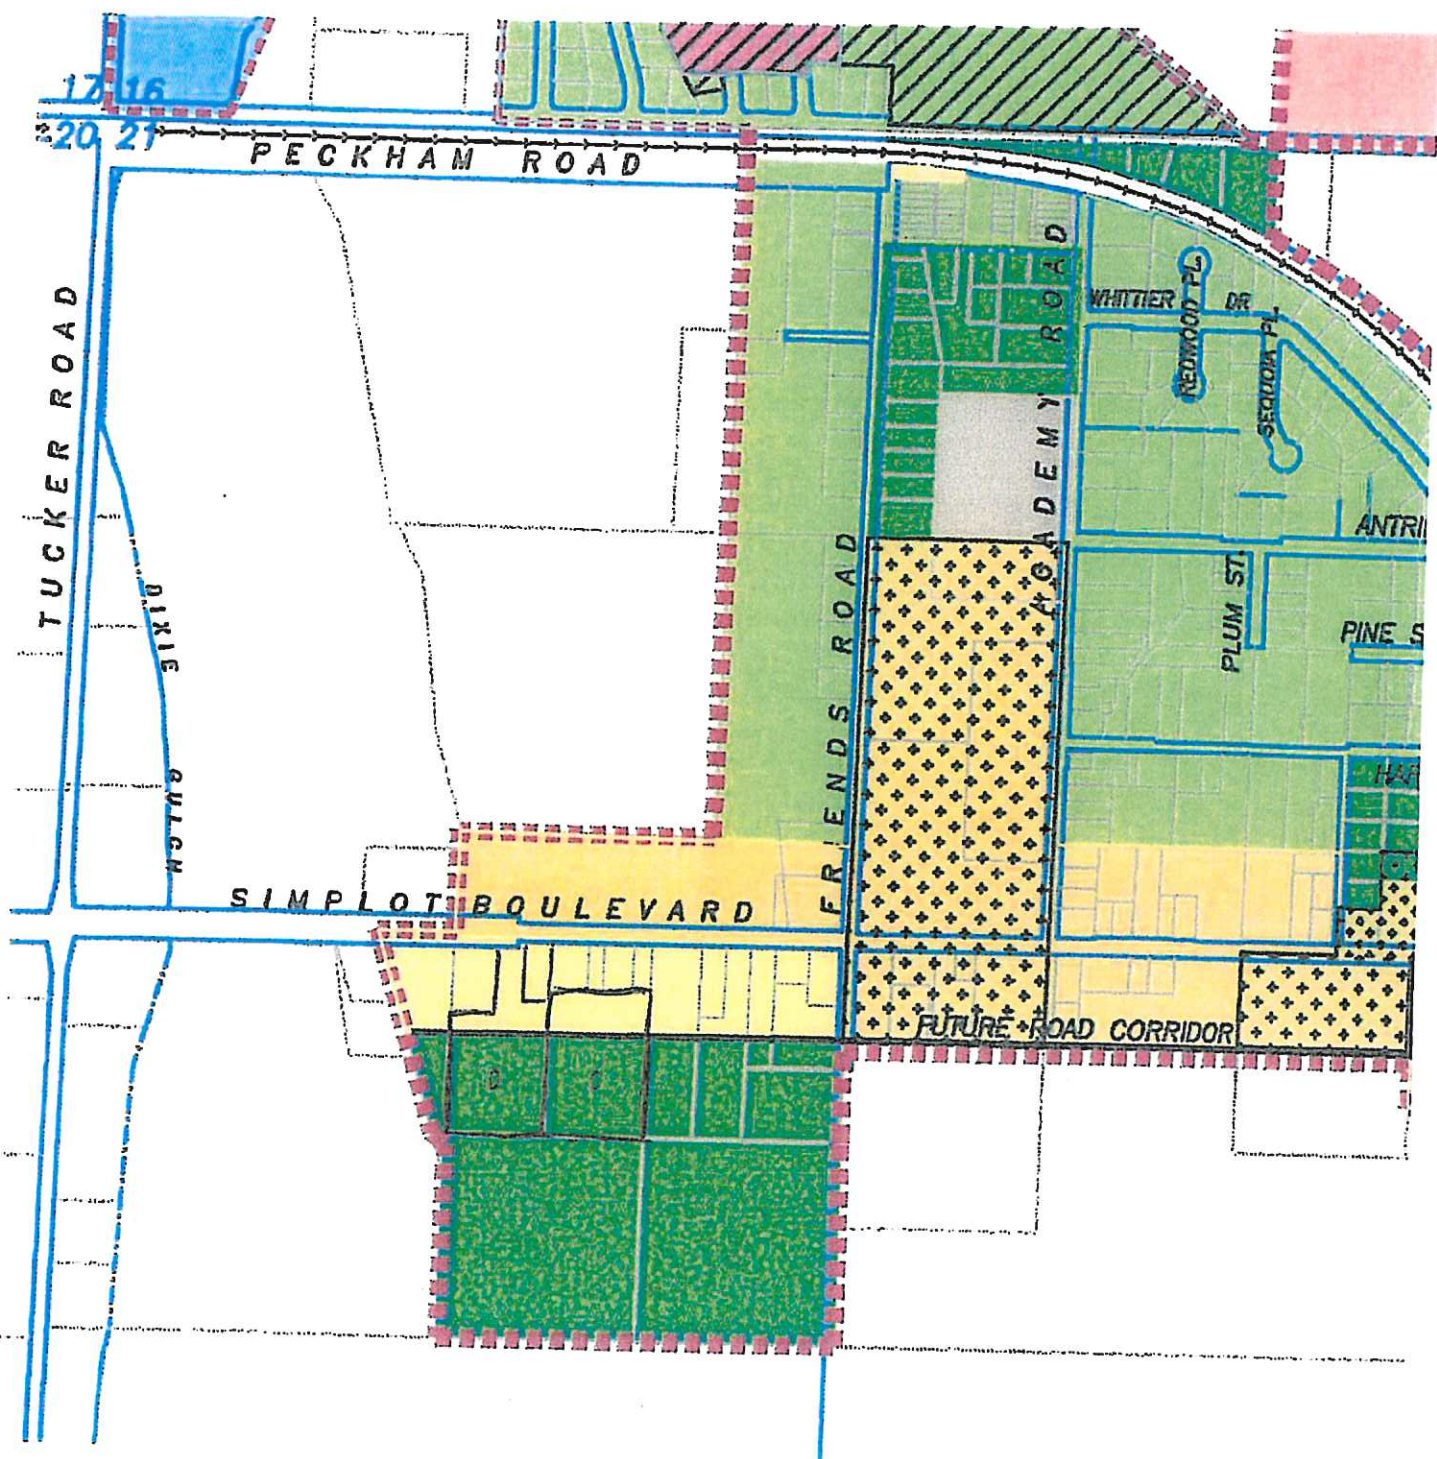 17 16
20 21
PECKHAM ROAD
TUCKER ROAD
DIXIE
GULCH
ACADEMY ROAD
WHITTIER DR
REDWOOD PL.
SEQUOIA PL.
ANTRI
PLUM ST.
PINE S
HAR
FRIENDS ROAD
SIMPLOT BOULEVARD
FUTURE ROAD CORRIDOR